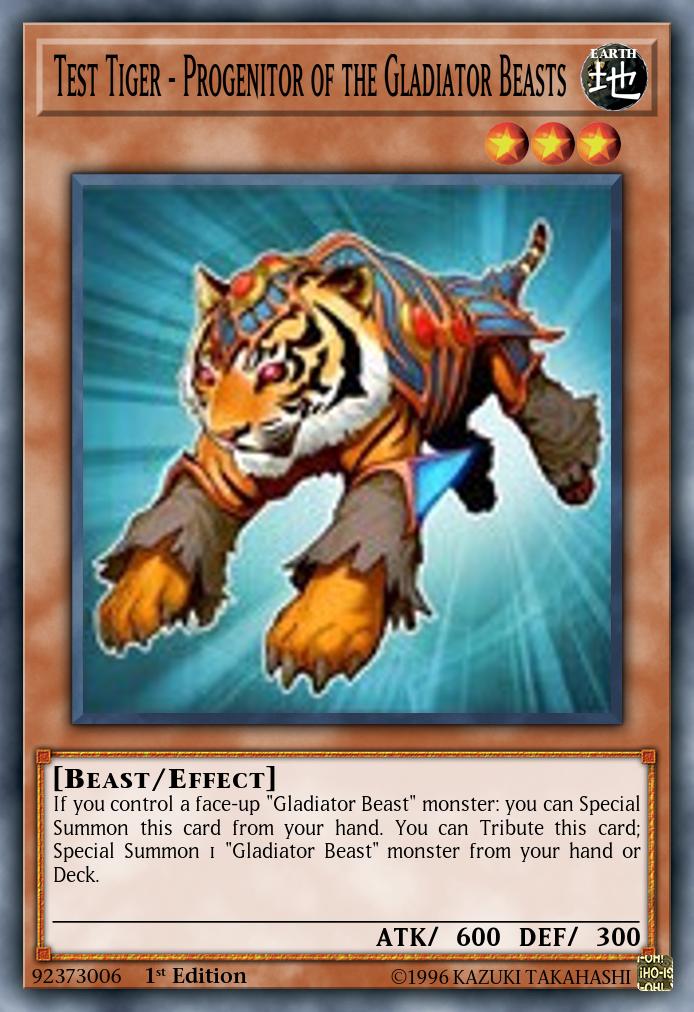 Test Tiger - Progenitor of the Gladiator Beasts
EARTH
地
[Beast/Effect]
If you control a face-up "Gladiator Beast" monster: you can Special
Summon this card from your hand. You can Tribute this card;
Special Summon 1 "Gladiator Beast" monster from your hand or
Deck.
ATK/ 600 DEF/ 300
92373006 1st Edition ©1996 KAZUKI TAKAHASHI